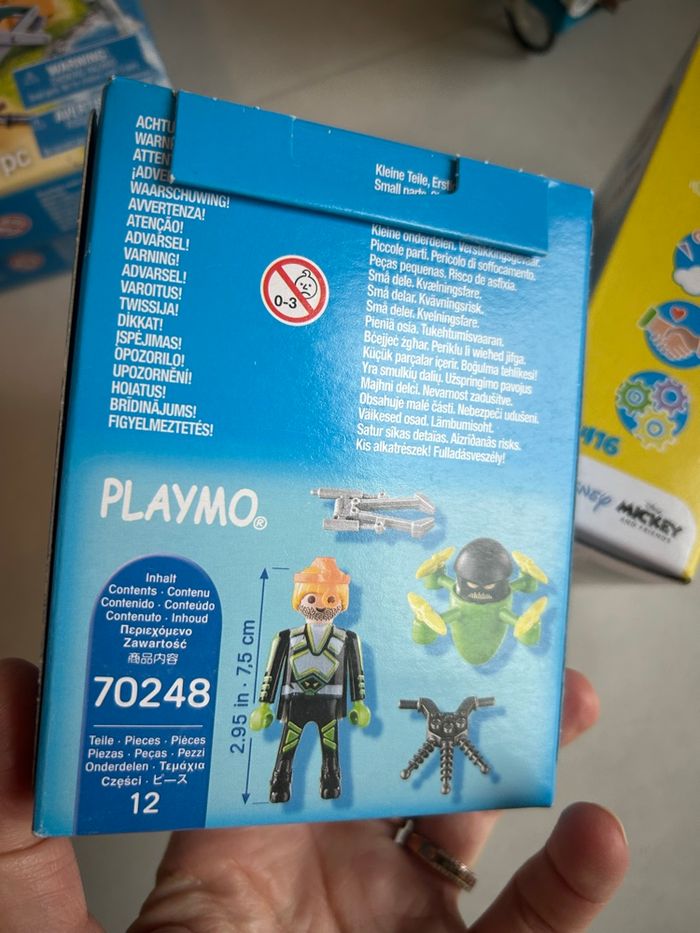 WARNING
pc
ACHTU
WARN
ATTEN
¡ADVE
WAARSCHUWING!
AVVERTENZA!
ATENÇÃO!
ADVARSEL!
VARNING!
ADVARSEL!
VAROITUS!
TWISSIJA!
DİKKAT!
ĮSPĖJIMAS!
OPOZORILO!
UPOZORNĚNÍ!
HOIATUS!
BRĪDINĀJUMS!
FIGYELMEZTETÉS!
0-3
Kleine Teile, Erst
Small parts.
Kleine onderdelen. Verstikkingsgevaar.
Piccole parti. Pericolo di soffocamento.
Peças pequenas. Risco de asfixia.
Små dele. Kvælningsfare.
Små delar. Kvävningsrisk.
Små deler. Kvelningsfare.
Pieniä osia. Tukehtumisvaaran.
Bċejjeċ żgħar. Periklu li wieħed jifga.
Küçük parçalar içerir. Boğulma tehlikesi!
Yra smulkių dalių. Užspringimo pavojus
Majhni delci. Nevarnost zadušitve.
Obsahuje malé části. Nebezpečí udušení.
Väikesed osad. Lämbumisoht.
Satur sīkas detaļas. Aizrīšanās risks.
Kis alkatrészek! Fulladásveszély!
PLAYMO®
Inhalt
Contents · Contenu
Contenido · Conteúdo
Contenuto · Inhoud
Περιεχόμενο
Zawartość
商品内容
70248
Teile · Pieces · Pièces
Piezas · Peças · Pezzi
Onderdelen · Τεμάχια
Części · ピース
12
2.95 in · 7,5 cm
416
Disney
MICKEY
AND FRIENDS